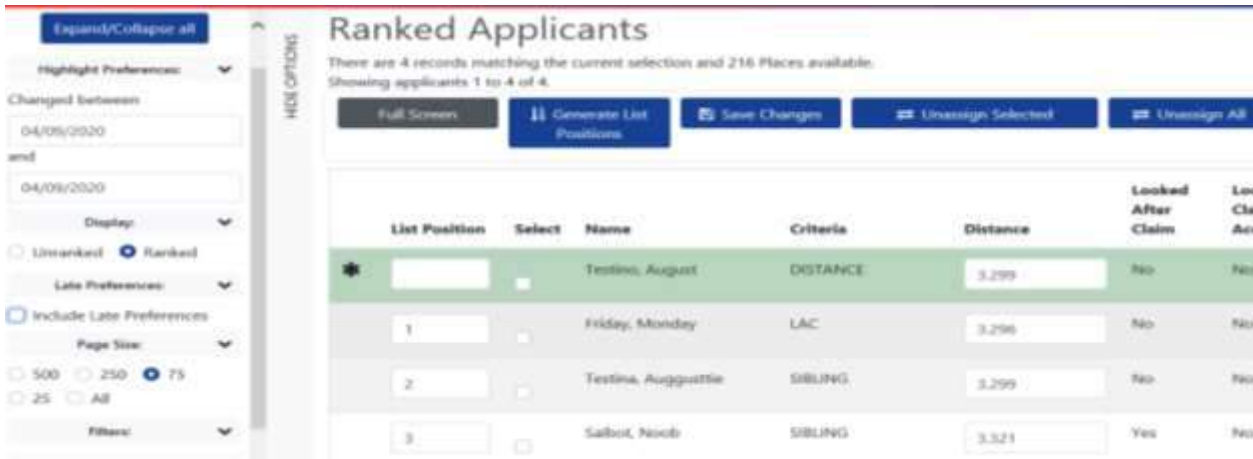 Expand/Collapse all
Highlight Preferences:
Changed between
04/09/2020
and
04/09/2020
Display:
Unranked Ranked
Late Preferences:
Include Late Preferences
Page Size:
500 250 75
25 All
Filters:
HIDE OPTIONS
Ranked Applicants
There are 4 records matching the current selection and 216 Places available.
Showing applicants 1 to 4 of 4.
Full Screen Generate List Positions Save Changes Unassign Selected Unassign All
List Position Select Name Criteria Distance Looked After Claim
Testino, August DISTANCE 3.299 No No
1 Friday, Monday LAC 3.296 No No
2 Testina, Auggusttie SIBLING 3.299 No No
3 Salbot, Noob SIBLING 3.321 Yes No